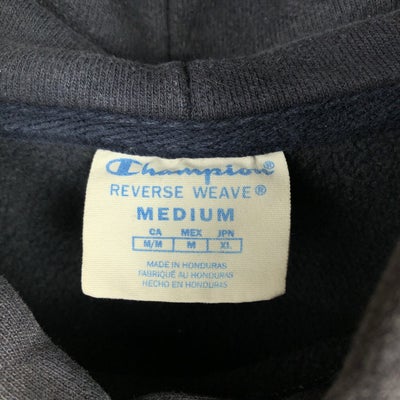 Champion
REVERSE WEAVE®
MEDIUM
CA MEX JPN
M/M M XL
MADE IN HONDURAS
FABRIQUÉ AU HONDURAS
HECHO EN HONDURAS